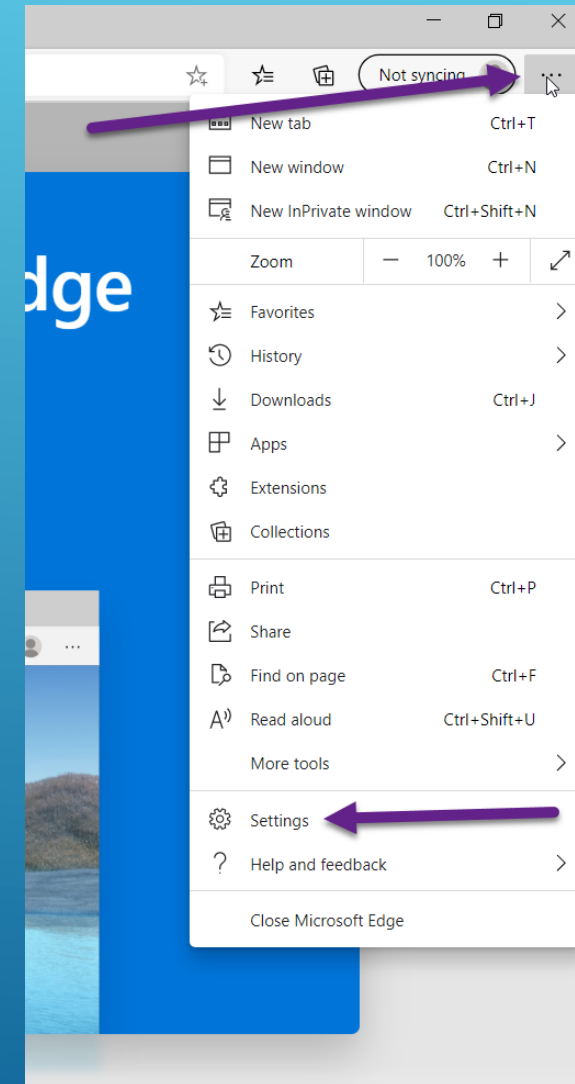 Not syncing
dge
New tab Ctrl+T
New window Ctrl+N
New InPrivate window Ctrl+Shift+N
Zoom 100%
Favorites
History
Downloads Ctrl+J
Apps
Extensions
Collections
Print Ctrl+P
Share
Find on page Ctrl+F
Read aloud Ctrl+Shift+U
More tools
Settings
Help and feedback
Close Microsoft Edge